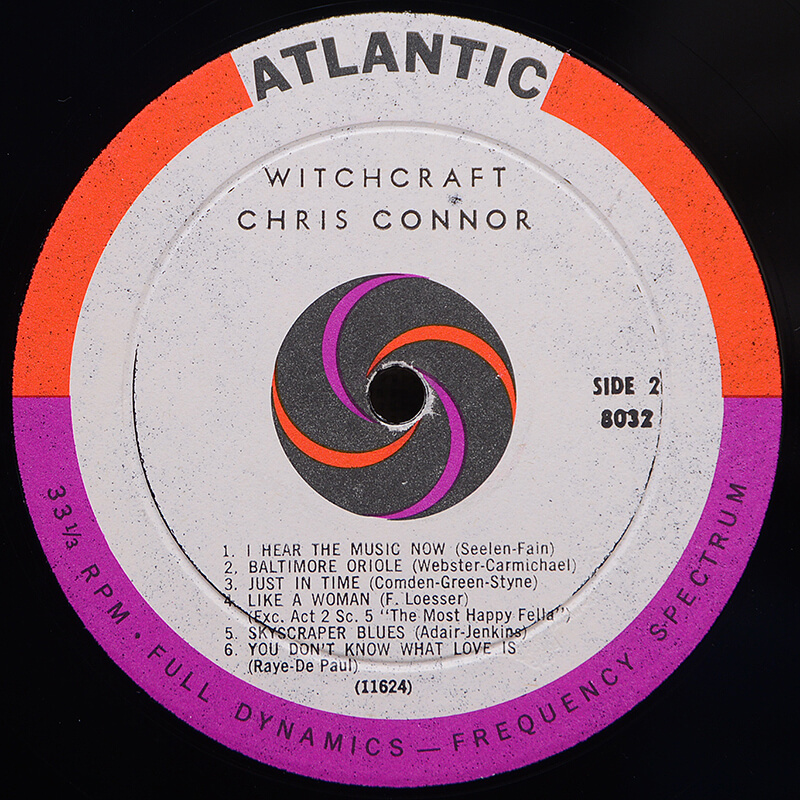 ATLANTIC
WITCHCRAFT
CHRIS CONNOR
SIDE 2
8032
1. I HEAR THE MUSIC NOW (Seelen-Fain)
2. BALTIMORE ORIOLE (Webster-Carmichael)
3. JUST IN TIME (Comden-Green-Styne)
4. LIKE A WOMAN (F. Loesser)
(Exc. Act 2 Sc. 5 "The Most Happy Fella")
5. SKYSCRAPER BLUES (Adair-Jenkins)
6. YOU DON'T KNOW WHAT LOVE IS
(Raye-De Paul)
(11624)
33 1/3 RPM • FULL DYNAMICS — FREQUENCY SPECTRUM